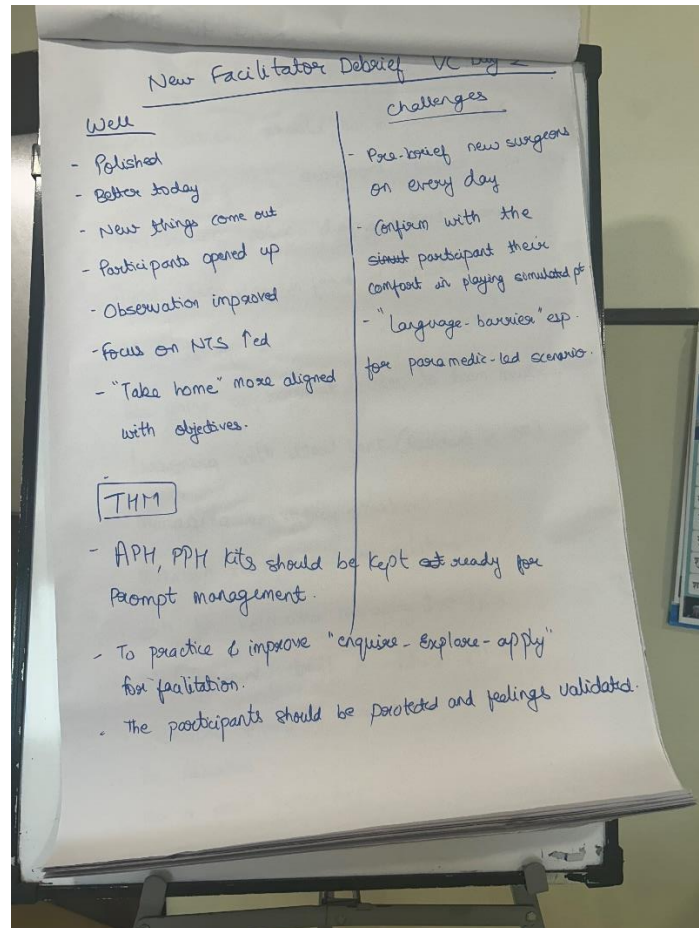 New Facilitator Debrief VC Day 2
Well
- Polished
- Better today
- New things come out
- Participants opened up
- Observation improved
- Focus on NTS ↑ed
- "Take home" more aligned
with objectives.
Challenges
- Pre-brief new surgeons
on every day
- Confirm with the
participant their
comfort in playing simulated pt
- "Language-barrier" esp.
for paramedic-led scenario.
THM
- APH, PPH kits should be kept ready for
Prompt management.
- To practice & improve "enquire-Explore-apply"
for facilitation.
- The participants should be protected and feelings validated.